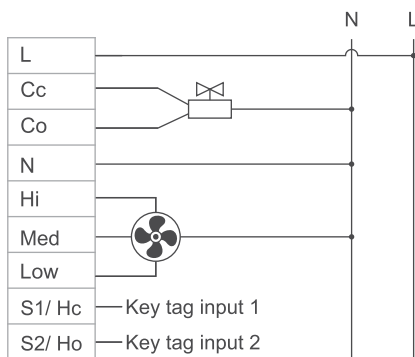 N L
L
Cc
Co
N
Hi
Med
Low
S1/ Hc Key tag input 1
S2/ Ho Key tag input 2